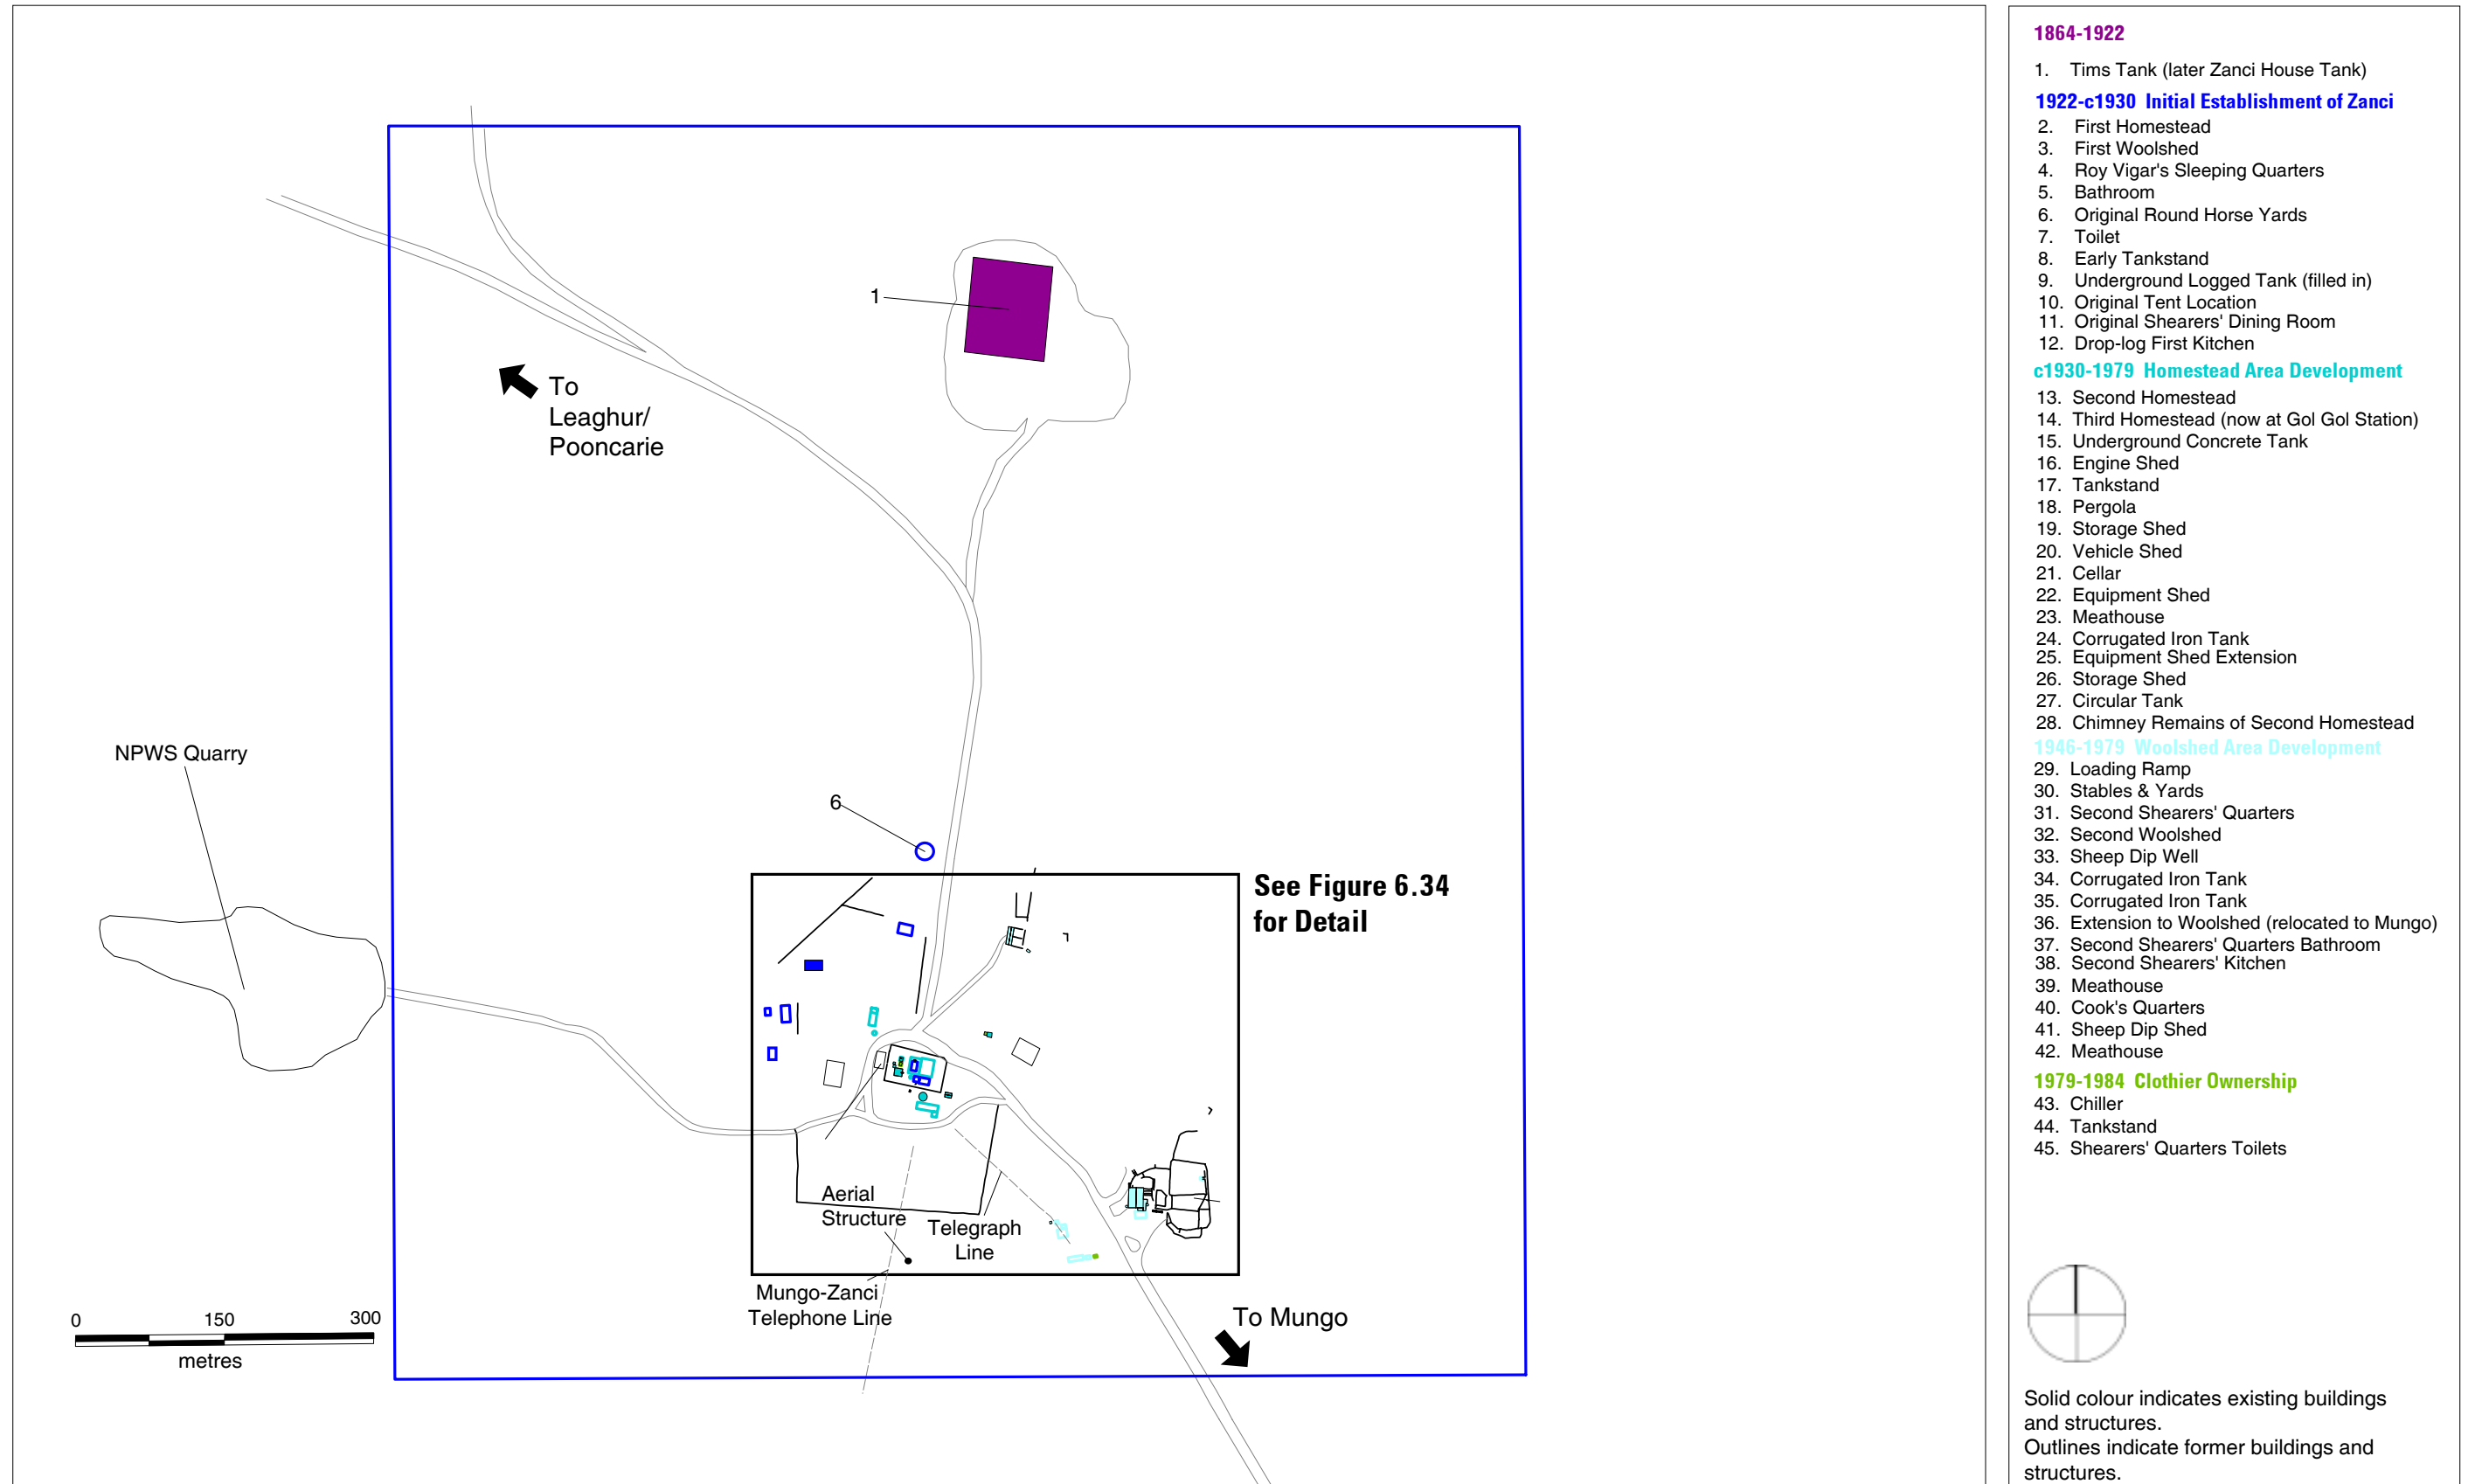 1
To
Leaghur/
Pooncarie
NPWS Quarry
6
See Figure 6.34
for Detail
Aerial
Structure
Telegraph
Line
Mungo-Zanci
Telephone Line
To Mungo
0 150 300
metres
1864-1922
1. Tims Tank (later Zanci House Tank)
1922-c1930 Initial Establishment of Zanci
2. First Homestead
3. First Woolshed
4. Roy Vigar's Sleeping Quarters
5. Bathroom
6. Original Round Horse Yards
7. Toilet
8. Early Tankstand
9. Underground Logged Tank (filled in)
10. Original Tent Location
11. Original Shearers' Dining Room
12. Drop-log First Kitchen
c1930-1979 Homestead Area Development
13. Second Homestead
14. Third Homestead (now at Gol Gol Station)
15. Underground Concrete Tank
16. Engine Shed
17. Tankstand
18. Pergola
19. Storage Shed
20. Vehicle Shed
21. Cellar
22. Equipment Shed
23. Meathouse
24. Corrugated Iron Tank
25. Equipment Shed Extension
26. Storage Shed
27. Circular Tank
28. Chimney Remains of Second Homestead
1946-1979 Woolshed Area Development
29. Loading Ramp
30. Stables & Yards
31. Second Shearers' Quarters
32. Second Woolshed
33. Sheep Dip Well
34. Corrugated Iron Tank
35. Corrugated Iron Tank
36. Extension to Woolshed (relocated to Mungo)
37. Second Shearers' Quarters Bathroom
38. Second Shearers' Kitchen
39. Meathouse
40. Cook's Quarters
41. Sheep Dip Shed
42. Meathouse
1979-1984 Clothier Ownership
43. Chiller
44. Tankstand
45. Shearers' Quarters Toilets
Solid colour indicates existing buildings
and structures.
Outlines indicate former buildings and
structures.